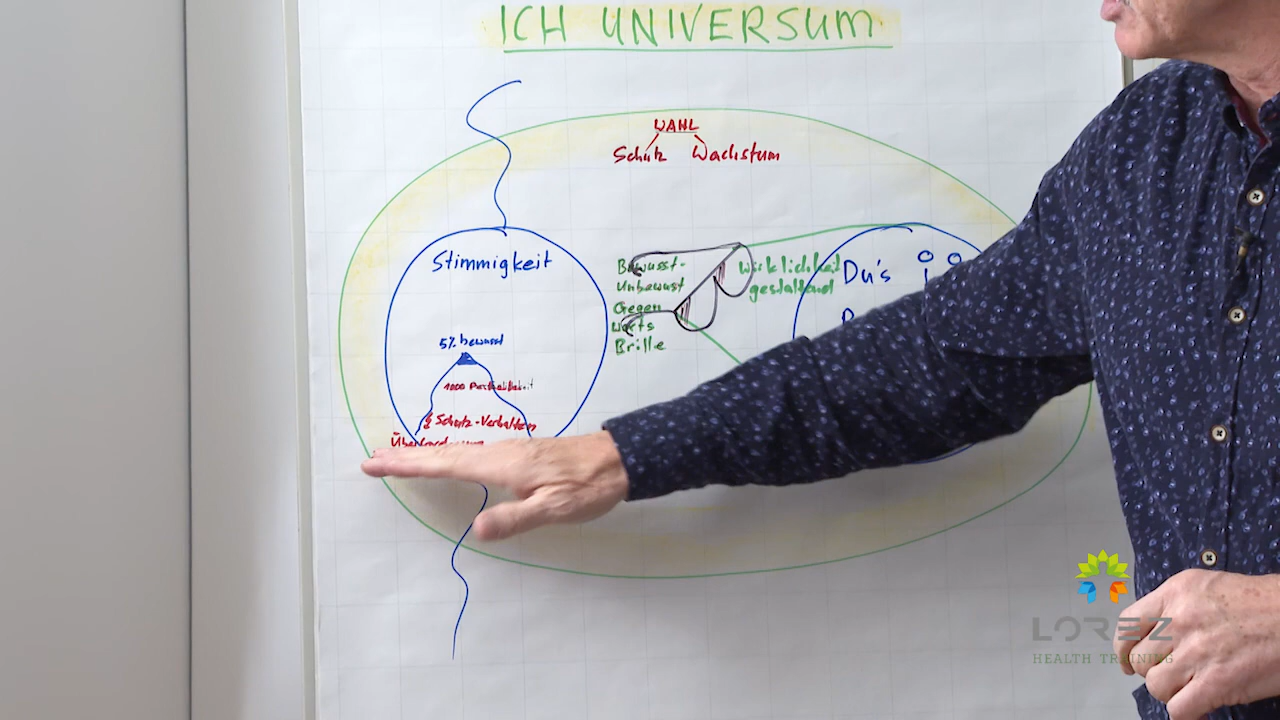 ICH UNIVERSUM
WAHL
Schutz Wachstum
Stimmigkeit
Bewusst-
Unbewusst
Gegen
warts
Brille
wirklichkeit
gestaltend
Du's
5% bewusst
1000
Schutz-Verhalten
LOREZ
HEALTH TRAINING